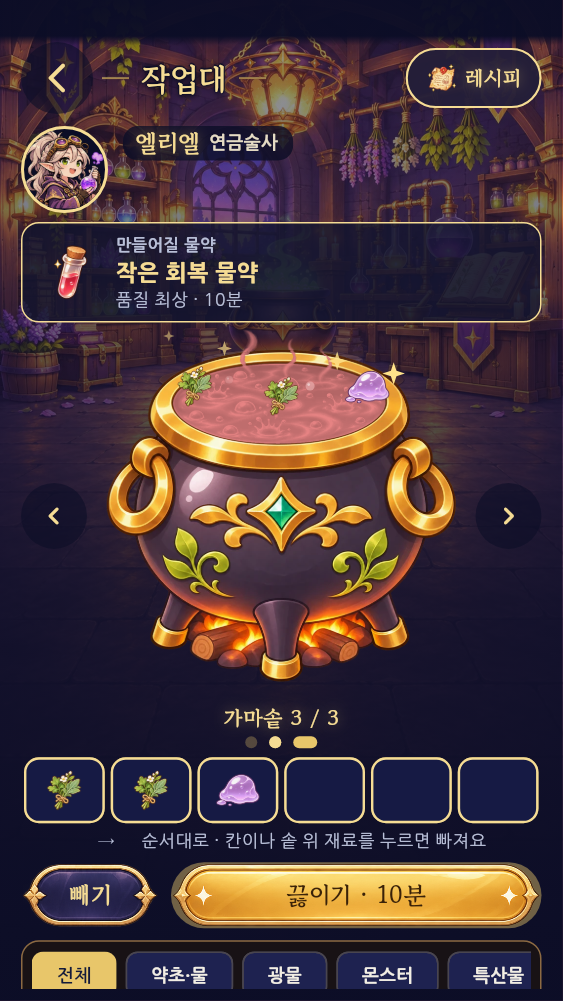 작업대
레시피
엘리엘 연금술사
만들어질 물약
작은 회복 물약
품질 최상 · 10분
가마솥 3 / 3
→ 순서대로 · 칸이나 솥 위 재료를 누르면 빠져요
빼기
끓이기 · 10분
전체 약초·물 광물 몬스터 특산물